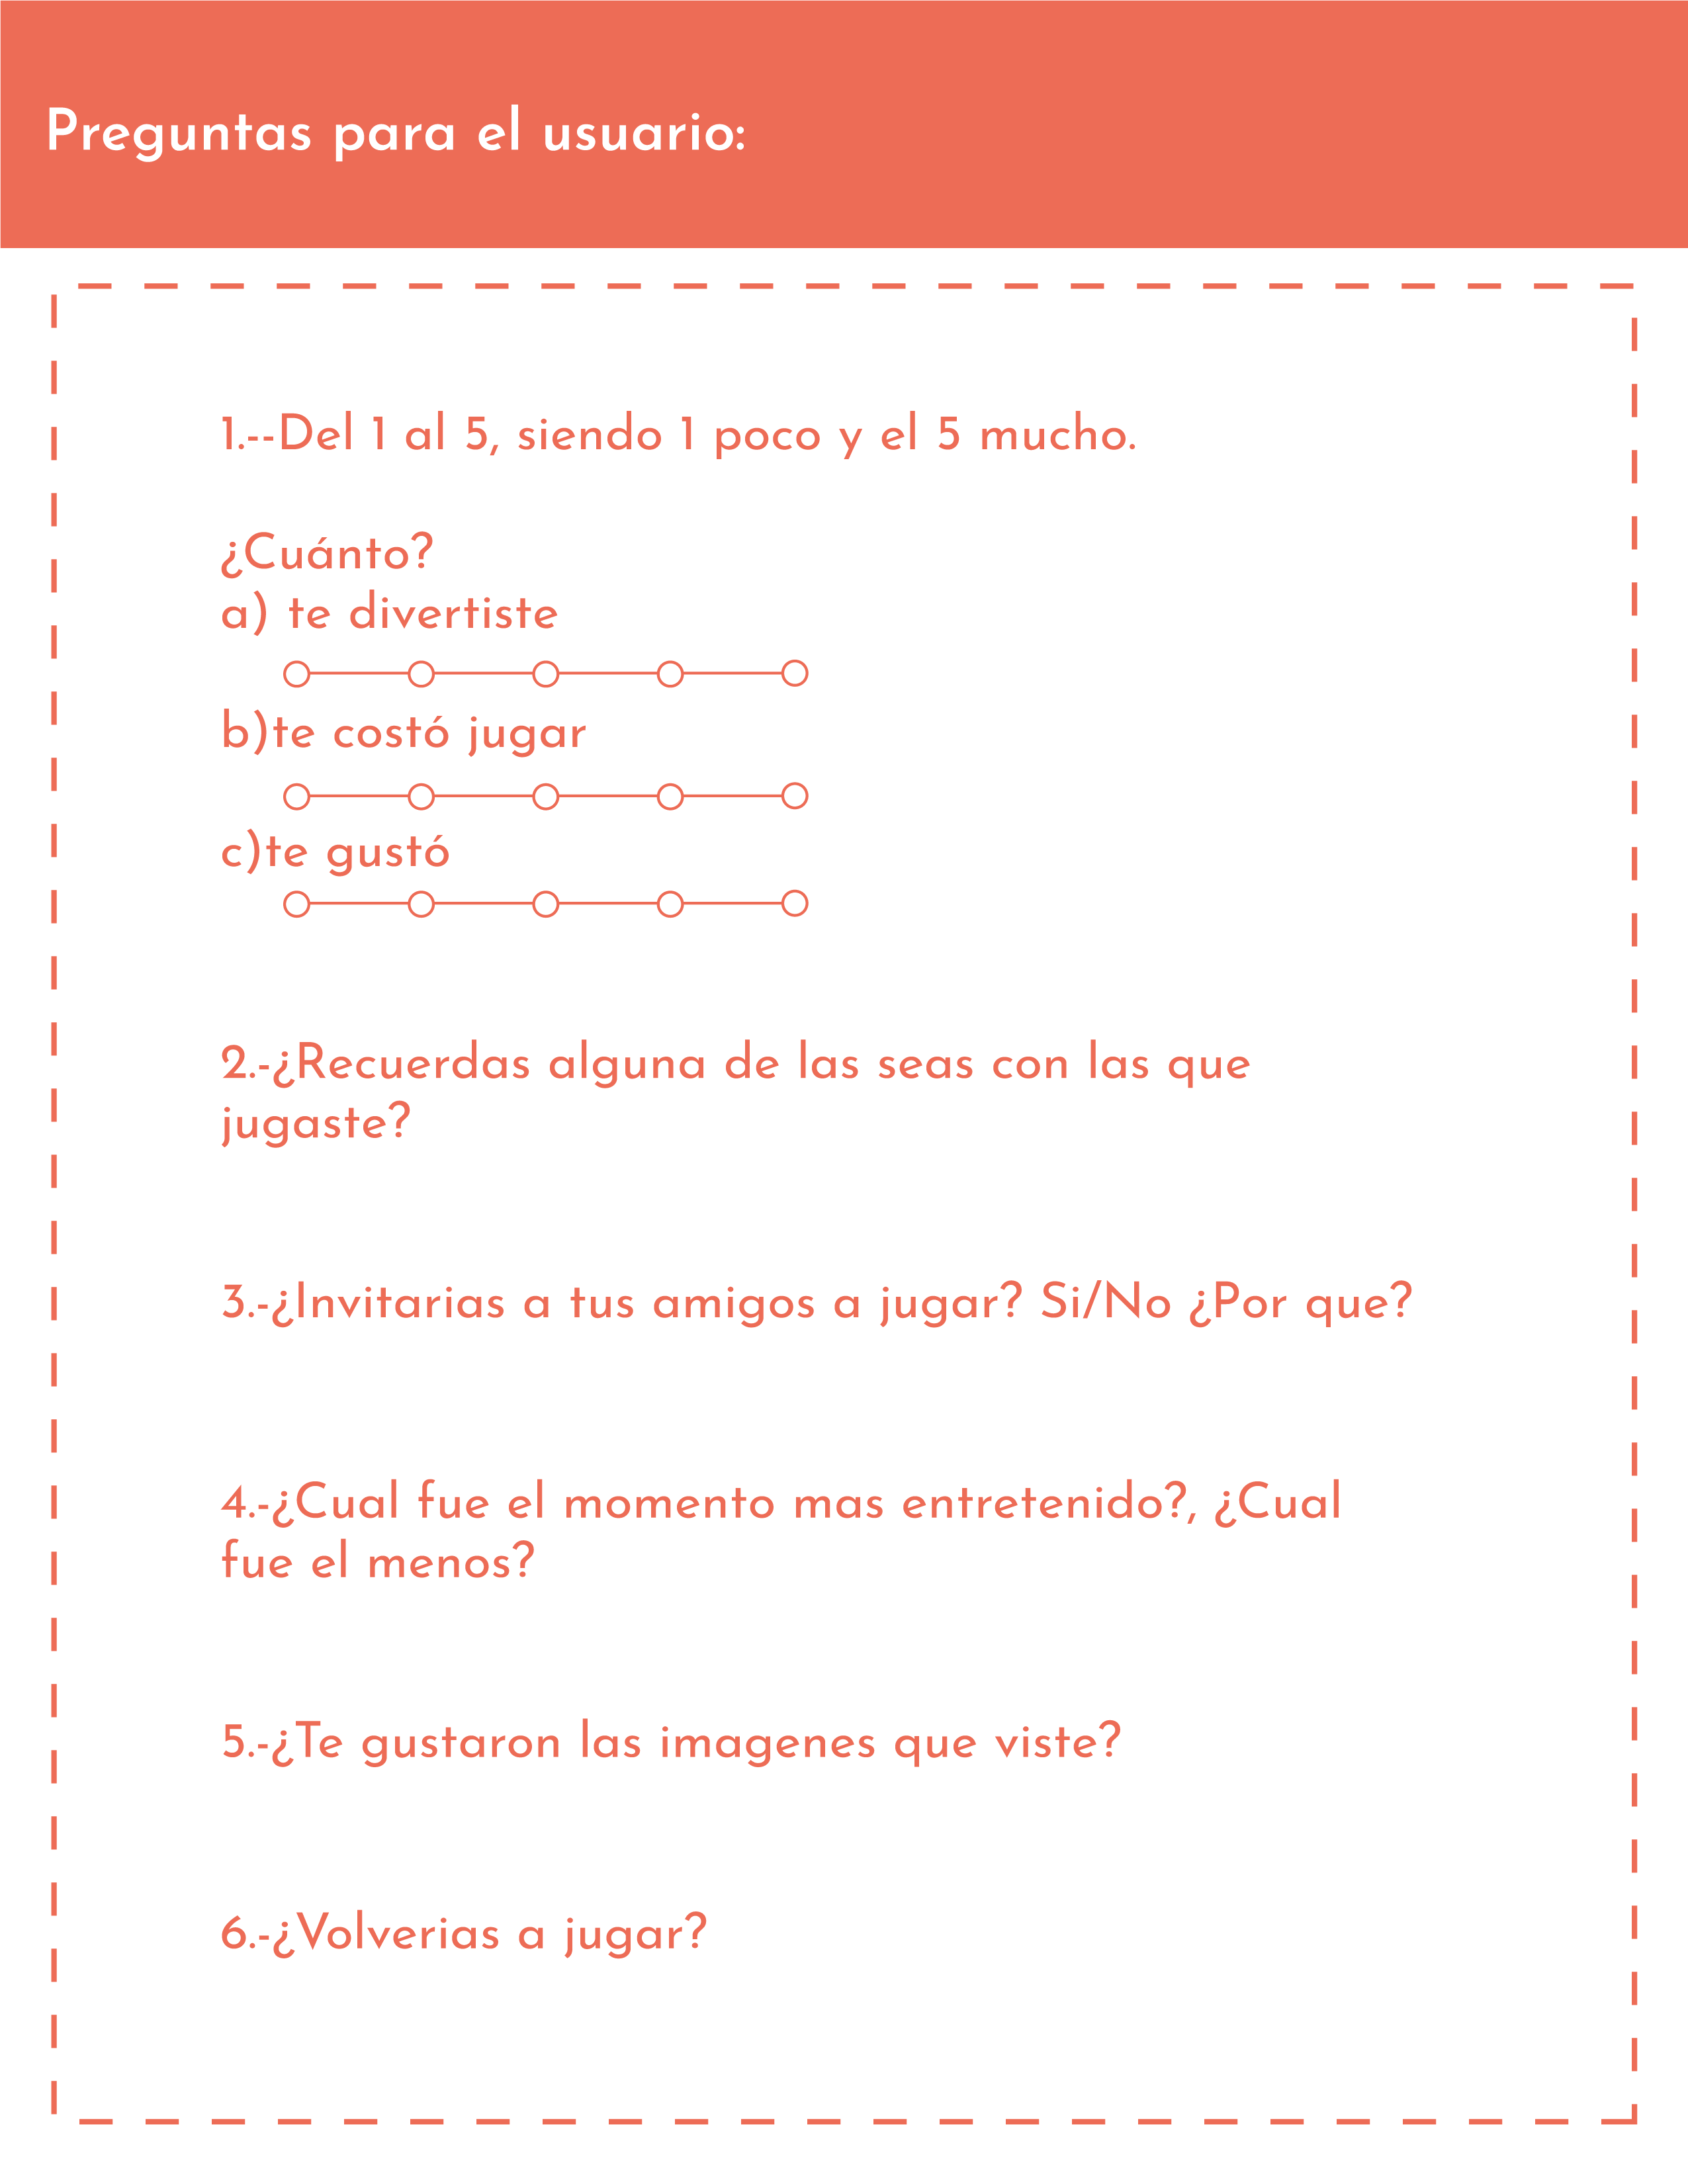 Preguntas para el usuario:
1.--Del 1 al 5, siendo 1 poco y el 5 mucho.
¿Cuánto?
a) te divertiste
b)te costó jugar
c)te gustó
2.-¿Recuerdas alguna de las seas con las que
jugaste?
3.-¿Invitarias a tus amigos a jugar? Si/No ¿Por que?
4.-¿Cual fue el momento mas entretenido?, ¿Cual
fue el menos?
5.-¿Te gustaron las imagenes que viste?
6.-¿Volverias a jugar?